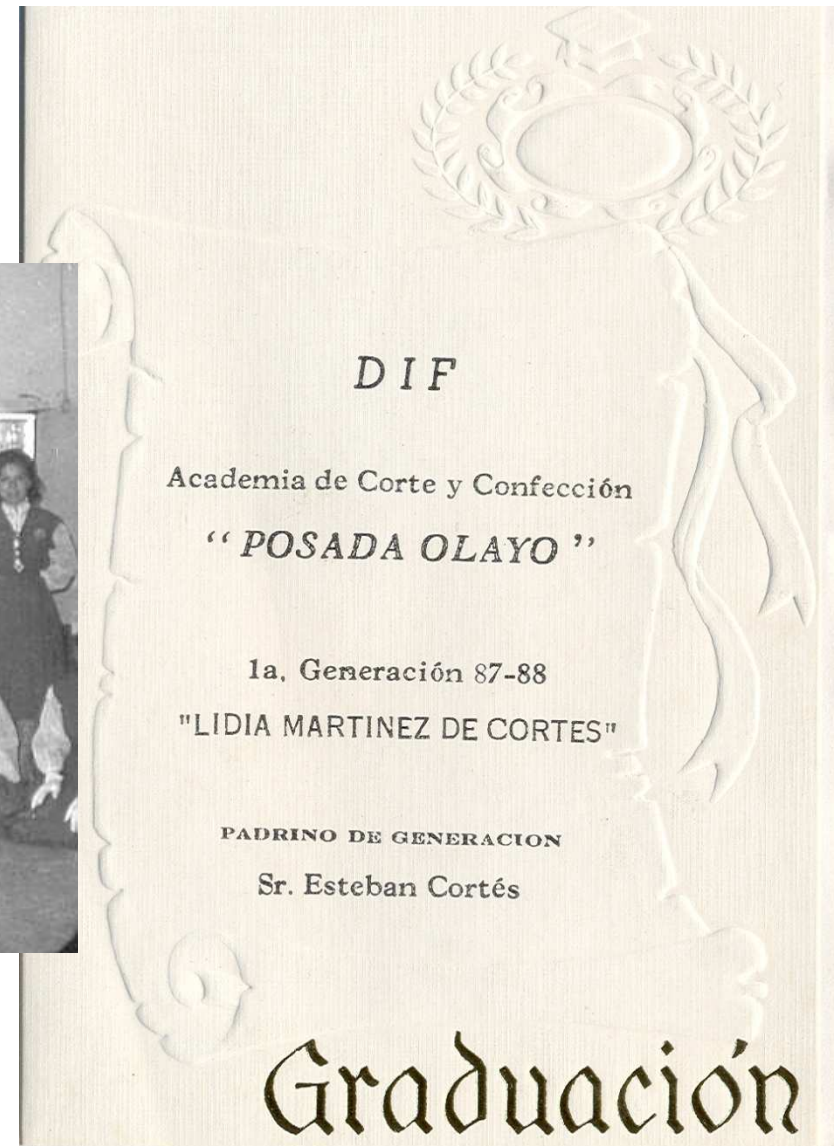 DIF
Academia de Corte y Confección
“POSADA OLAYO”
1a, Generación 87-88
"LIDIA MARTINEZ DE CORTES"
PADRINO DE GENERACION
Sr. Esteban Cortés
Graduación